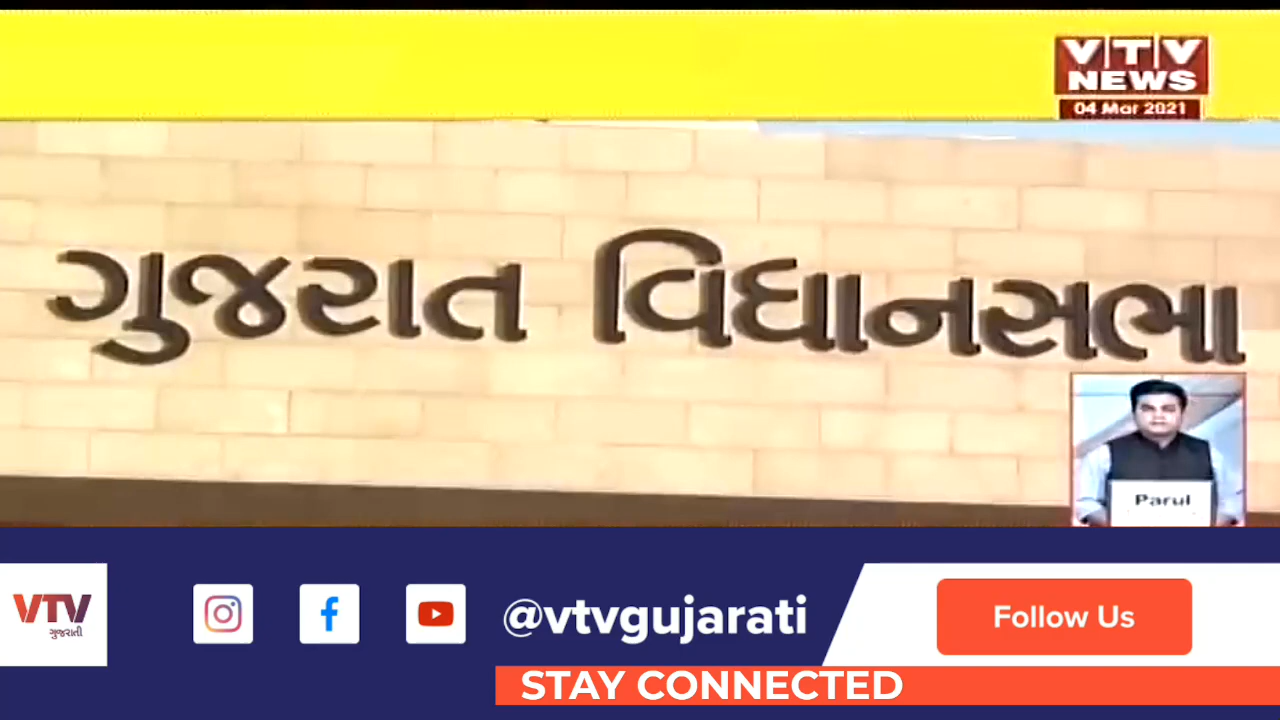 VTV
NEWS
04 Mar 2021
ગુજરાત વિધાનસભા
Parul
VTV
ગુજરાતી
@vtvgujarati
Follow Us
STAY CONNECTED